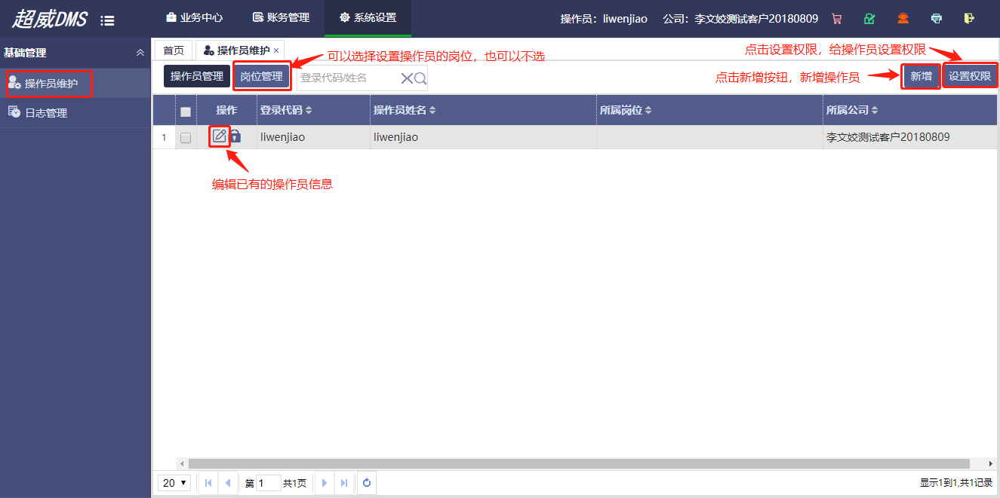 超威DMS 业务中心 账务管理 系统设置 操作员：liwenjiao 公司：李文姣测试客户20180809
基础管理
操作员维护
日志管理
首页 操作员维护 ×
可以选择设置操作员的岗位，也可以不选
点击设置权限，给操作员设置权限
操作员管理 岗位管理 登录代码/姓名 点击新增按钮，新增操作员 新增 设置权限
操作 登录代码 操作员姓名 所属岗位 所属公司
1 liwenjiao liwenjiao 李文姣测试客户20180809
编辑已有的操作员信息
20 第 1 共1页 显示1到1,共1记录